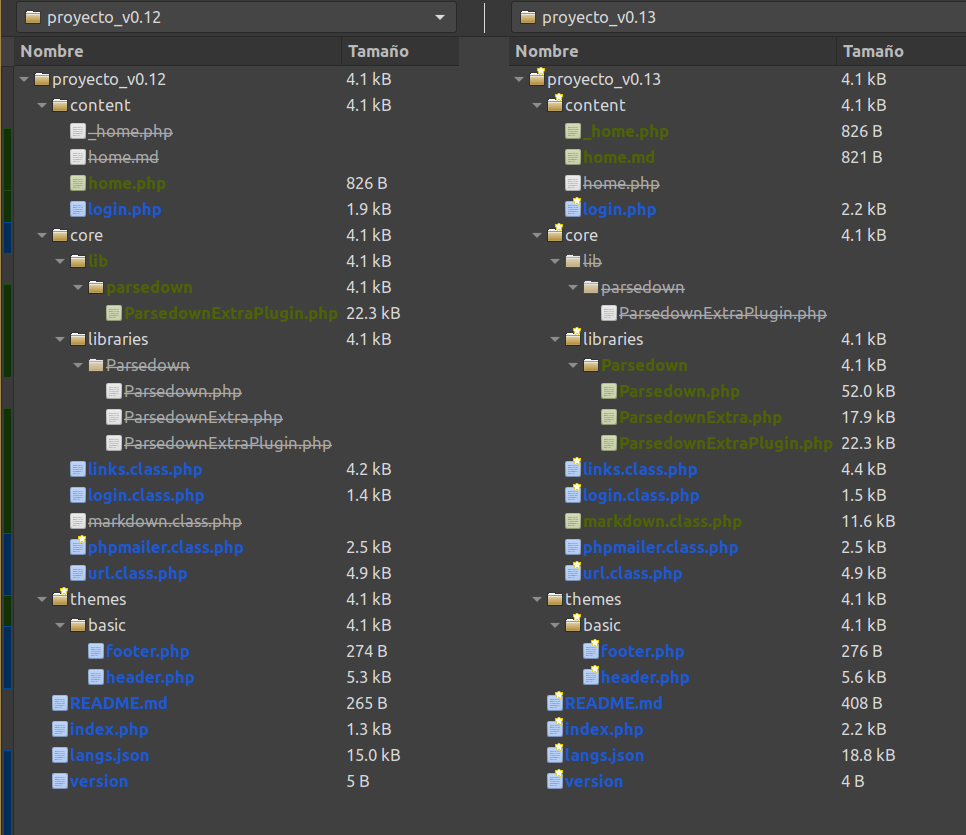 proyecto_v0.12 proyecto_v0.13
Nombre Tamaño Nombre Tamaño
proyecto_v0.12 4.1 kB proyecto_v0.13 4.1 kB
content 4.1 kB content 4.1 kB
_home.php _home.php 826 B
home.md home.md 821 B
home.php 826 B home.php
login.php 1.9 kB login.php 2.2 kB
core 4.1 kB core 4.1 kB
lib 4.1 kB lib
parsedown 4.1 kB parsedown
ParsedownExtraPlugin.php 22.3 kB ParsedownExtraPlugin.php
libraries 4.1 kB libraries 4.1 kB
Parsedown Parsedown 4.1 kB
Parsedown.php Parsedown.php 52.0 kB
ParsedownExtra.php ParsedownExtra.php 17.9 kB
ParsedownExtraPlugin.php ParsedownExtraPlugin.php 22.3 kB
links.class.php 4.2 kB links.class.php 4.4 kB
login.class.php 1.4 kB login.class.php 1.5 kB
markdown.class.php markdown.class.php 11.6 kB
phpmailer.class.php 2.5 kB phpmailer.class.php 2.5 kB
url.class.php 4.9 kB url.class.php 4.9 kB
themes 4.1 kB themes 4.1 kB
basic 4.1 kB basic 4.1 kB
footer.php 274 B footer.php 276 B
header.php 5.3 kB header.php 5.6 kB
README.md 265 B README.md 408 B
index.php 1.3 kB index.php 2.2 kB
langs.json 15.0 kB langs.json 18.8 kB
version 5 B version 4 B